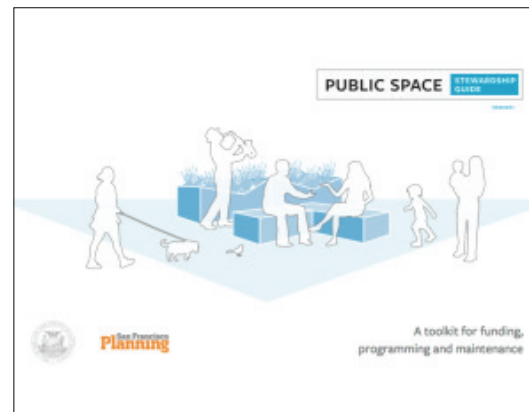 PUBLIC SPACE
STEWARDSHIP
GUIDE
San Francisco
Planning
A toolkit for funding,
programming and maintenance